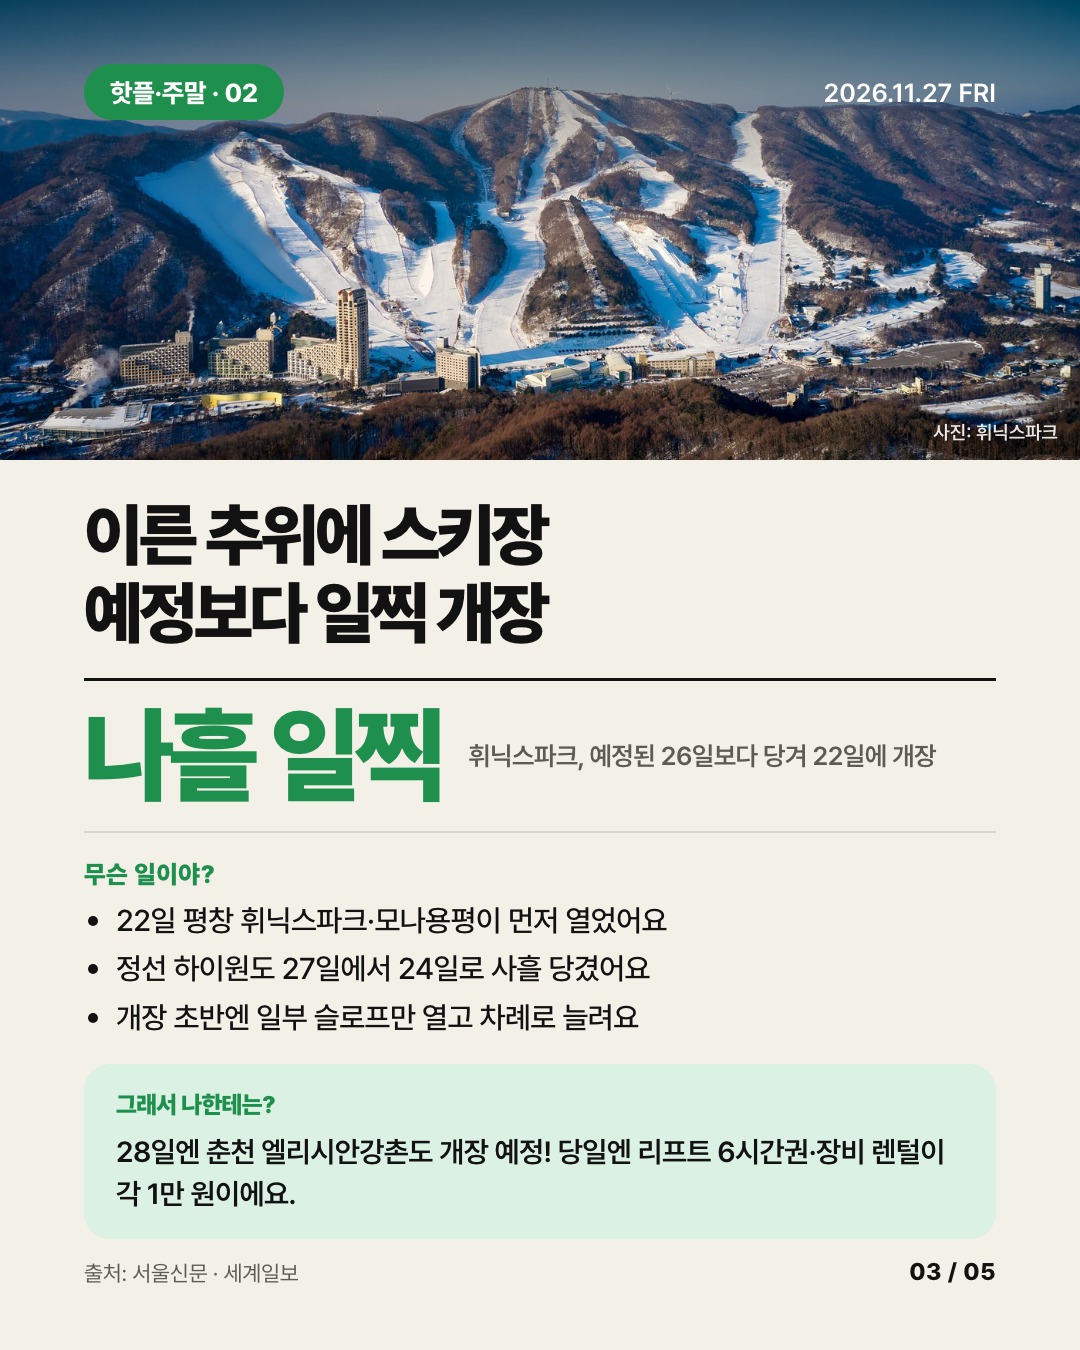 핫플·주말 · 02
2026.11.27 FRI
사진: 휘닉스파크
이른 추위에 스키장
예정보다 일찍 개장
나흘 일찍
휘닉스파크, 예정된 26일보다 당겨 22일에 개장
무슨 일이야?
• 22일 평창 휘닉스파크·모나용평이 먼저 열었어요
• 정선 하이원도 27일에서 24일로 사흘 당겼어요
• 개장 초반엔 일부 슬로프만 열고 차례로 늘려요
그래서 나한테는?
28일엔 춘천 엘리시안강촌도 개장 예정! 당일엔 리프트 6시간권·장비 렌털이
각 1만 원이에요.
출처: 서울신문 · 세계일보
03 / 05